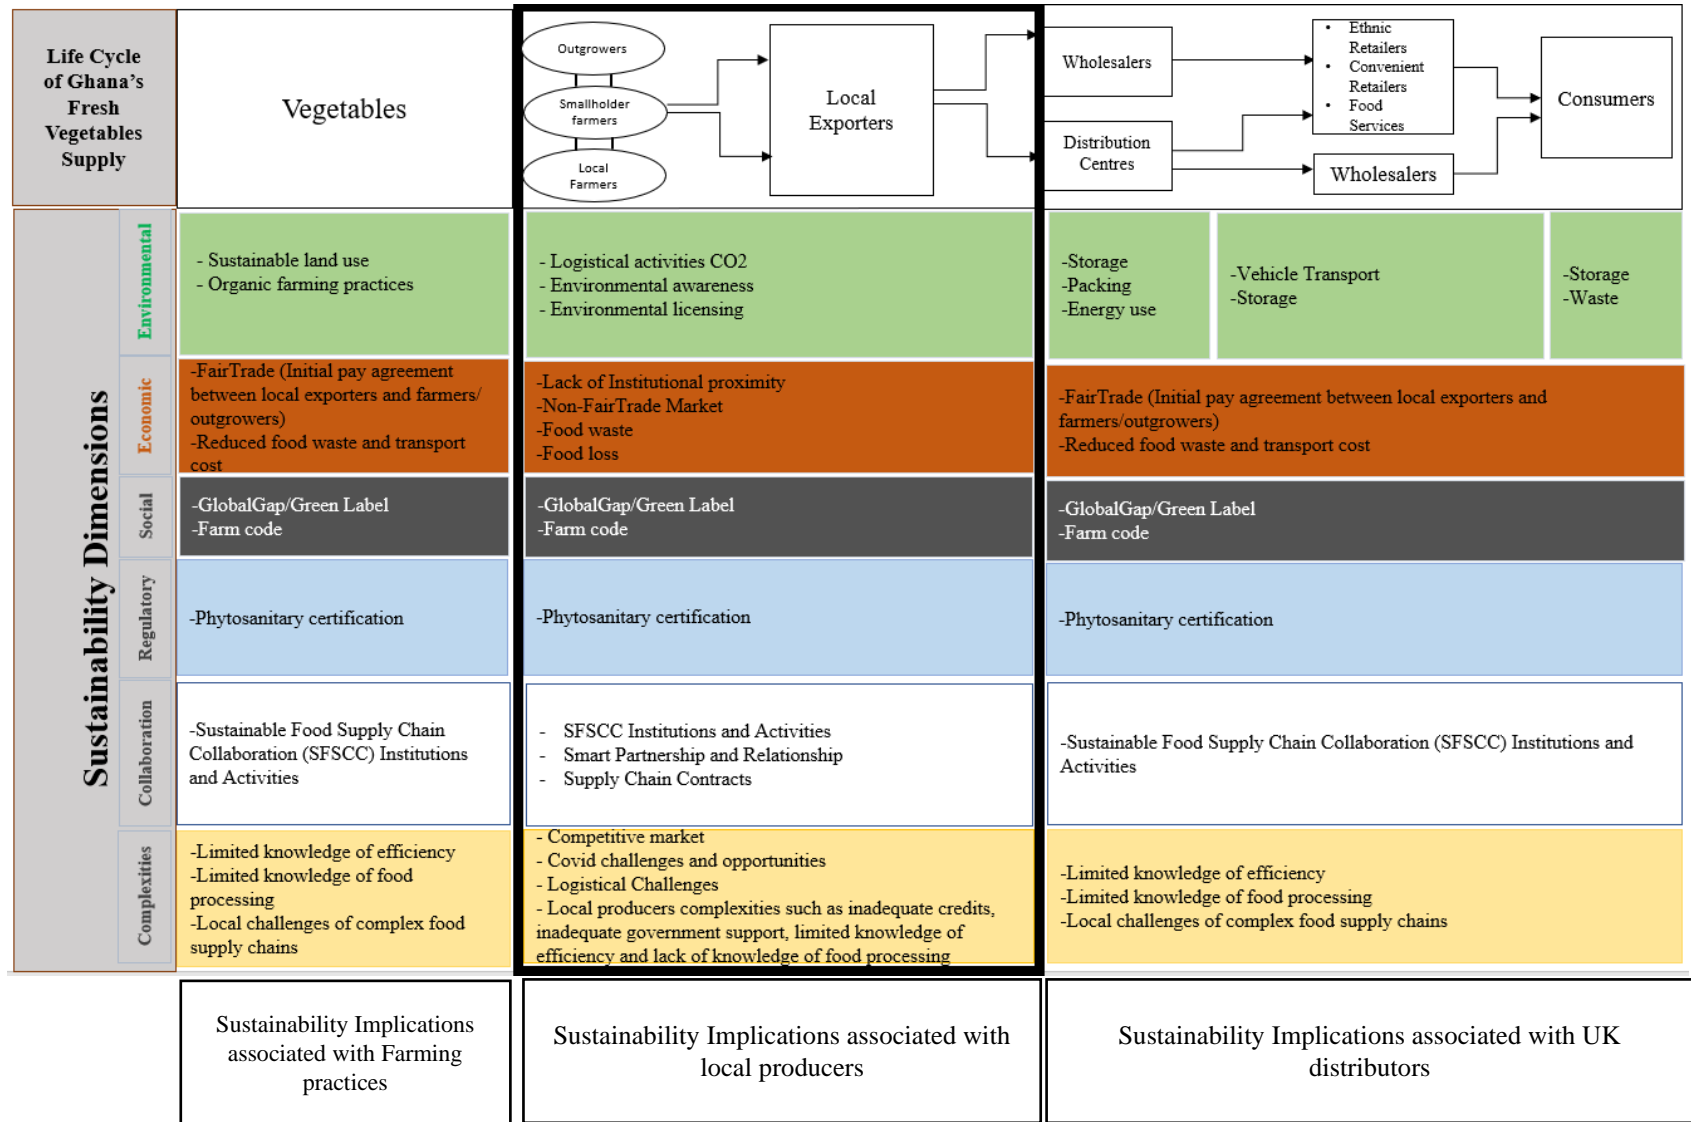 Life Cycle
of Ghana's
Fresh
Vegetables
Supply
Vegetables
Outgrowers
Smallholder
farmers
Local
Farmers
Local
Exporters
Wholesalers
Distribution
Centres
• Ethnic
Retailers
• Convenient
Retailers
• Food
Services
Wholesalers
Consumers
Sustainability Dimensions
Environmental
- Sustainable land use
- Organic farming practices
- Logistical activities CO2
- Environmental awareness
- Environmental licensing
-Storage
-Packing
-Energy use
-Vehicle Transport
-Storage
-Storage
-Waste
Economic
-FairTrade (Initial pay agreement
between local exporters and farmers/
outgrowers)
-Reduced food waste and transport
cost
-Lack of Institutional proximity
-Non-FairTrade Market
-Food waste
-Food loss
-FairTrade (Initial pay agreement between local exporters and
farmers/outgrowers)
-Reduced food waste and transport cost
Social
-GlobalGap/Green Label
-Farm code
-GlobalGap/Green Label
-Farm code
-GlobalGap/Green Label
-Farm code
Regulatory
-Phytosanitary certification
-Phytosanitary certification
-Phytosanitary certification
Collaboration
-Sustainable Food Supply Chain
Collaboration (SFSCC) Institutions
and Activities
- SFSCC Institutions and Activities
- Smart Partnership and Relationship
- Supply Chain Contracts
-Sustainable Food Supply Chain Collaboration (SFSCC) Institutions and
Activities
Complexities
-Limited knowledge of efficiency
-Limited knowledge of food
processing
-Local challenges of complex food
supply chains
- Competitive market
- Covid challenges and opportunities
- Logistical Challenges
- Local producers complexities such as inadequate credits,
inadequate government support, limited knowledge of
efficiency and lack of knowledge of food processing
-Limited knowledge of efficiency
-Limited knowledge of food processing
-Local challenges of complex food supply chains
Sustainability Implications
associated with Farming
practices
Sustainability Implications associated with
local producers
Sustainability Implications associated with UK
distributors